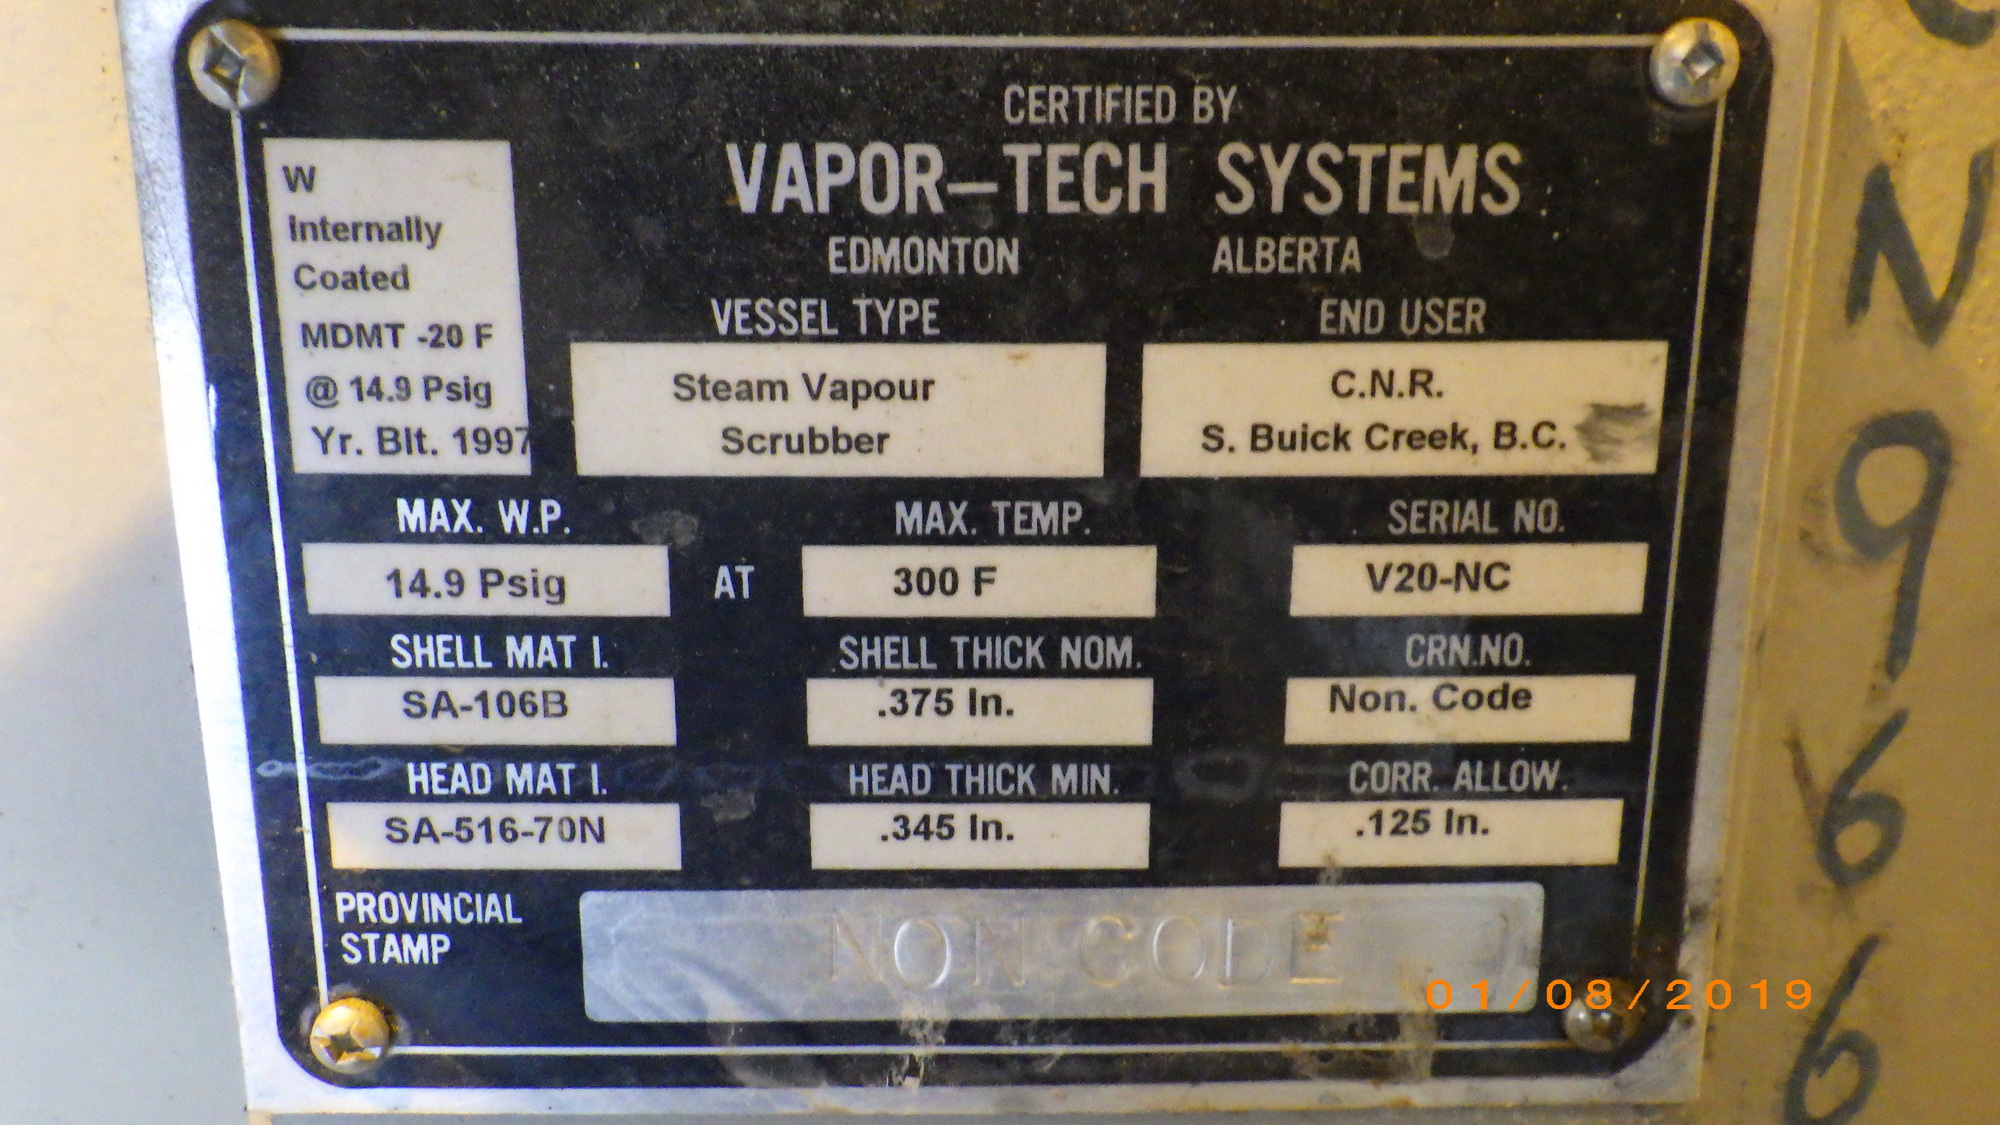 CERTIFIED BY
VAPOR-TECH SYSTEMS
EDMONTON ALBERTA
W
Internally
Coated
MDMT -20 F
@ 14.9 Psig
Yr. Blt. 1997
VESSEL TYPE
Steam Vapour
Scrubber
END USER
C.N.R.
S. Buick Creek, B.C.
MAX. W.P.
14.9 Psig
AT
MAX. TEMP.
300 F
SERIAL NO.
V20-NC
SHELL MAT I.
SA-106B
SHELL THICK NOM.
.375 In.
CRN.NO.
Non. Code
HEAD MAT I.
SA-516-70N
HEAD THICK MIN.
.345 In.
CORR. ALLOW.
.125 In.
PROVINCIAL
STAMP
NON CODE
01/08/2019
N966